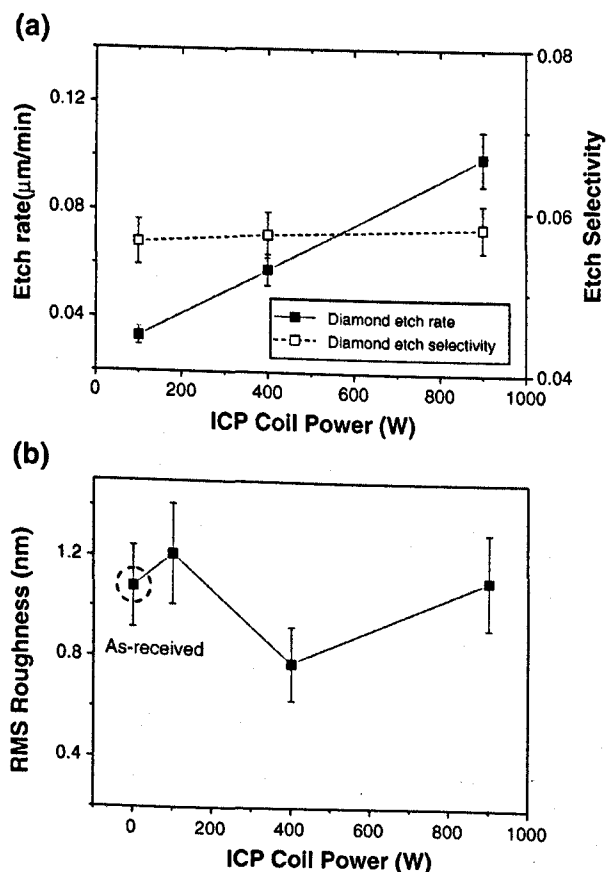 (a)
0.12
0.08
0.04
Etch rate(μm/min)
0.08
0.06
0.04
Etch Selectivity
Diamond etch rate
Diamond etch selectivity
0 200 400 600 800 1000
ICP Coil Power (W)
(b)
1.2
0.8
0.4
RMS Roughness (nm)
As-received
0 200 400 600 800 1000
ICP Coil Power (W)